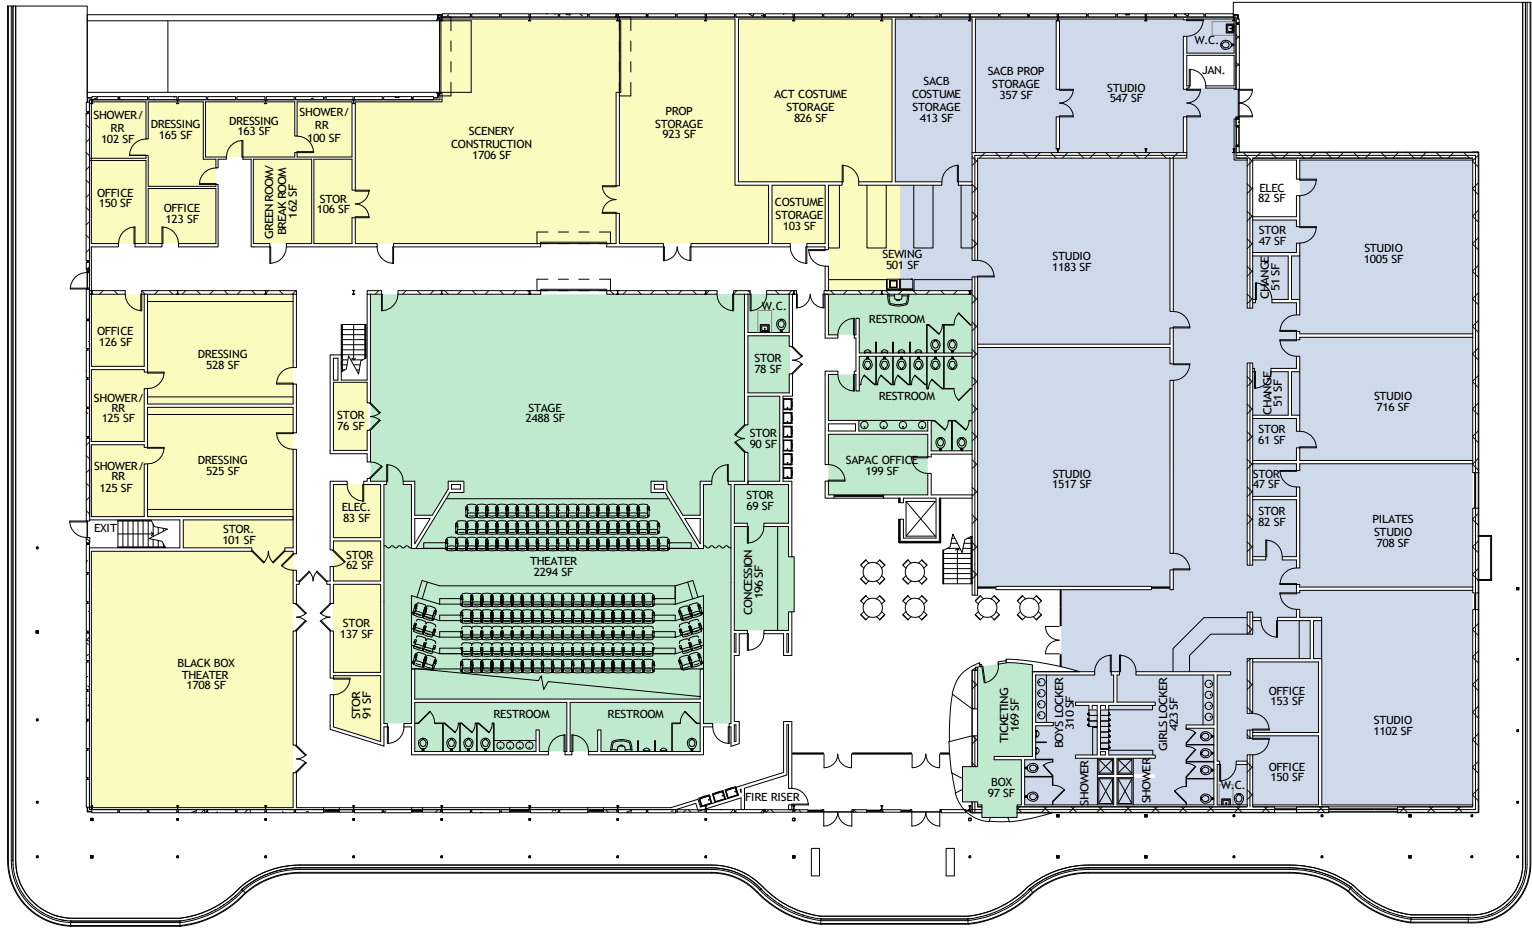 SHOWER/
RR
102 SF
DRESSING
165 SF
DRESSING
163 SF
SHOWER/
RR
100 SF
OFFICE
150 SF
OFFICE
123 SF
GREEN ROOM/
BREAK ROOM
162 SF
STOR
106 SF
SCENERY
CONSTRUCTION
1706 SF
PROP
STORAGE
923 SF
ACT COSTUME
STORAGE
826 SF
SACB
COSTUME
STORAGE
413 SF
SACB PROP
STORAGE
357 SF
STUDIO
547 SF
W.C.
JAN.
COSTUME
STORAGE
103 SF
SEWING
501 SF
STUDIO
1183 SF
ELEC
82 SF
STOR
47 SF
CHANGE
51 SF
STUDIO
1005 SF
OFFICE
126 SF
DRESSING
528 SF
SHOWER/
RR
125 SF
DRESSING
525 SF
SHOWER/
RR
125 SF
STOR
76 SF
STAGE
2488 SF
W.C.
STOR
78 SF
STOR
90 SF
RESTROOM
RESTROOM
SAPAC OFFICE
199 SF
STUDIO
1517 SF
CHANGE
51 SF
STOR
61 SF
STUDIO
716 SF
STOR
47 SF
STOR
82 SF
PILATES
STUDIO
708 SF
EXIT
STOR.
101 SF
ELEC.
83 SF
STOR
62 SF
STOR
69 SF
THEATER
2294 SF
CONCESSION
196 SF
STOR
137 SF
BLACK BOX
THEATER
1708 SF
STOR
91 SF
RESTROOM
RESTROOM
FIRE RISER
TICKETING
169 SF
BOX
97 SF
BOYS LOCKER
310 SF
GIRLS LOCKER
423 SF
SHOWER
SHOWER
W.C.
OFFICE
153 SF
OFFICE
150 SF
STUDIO
1102 SF